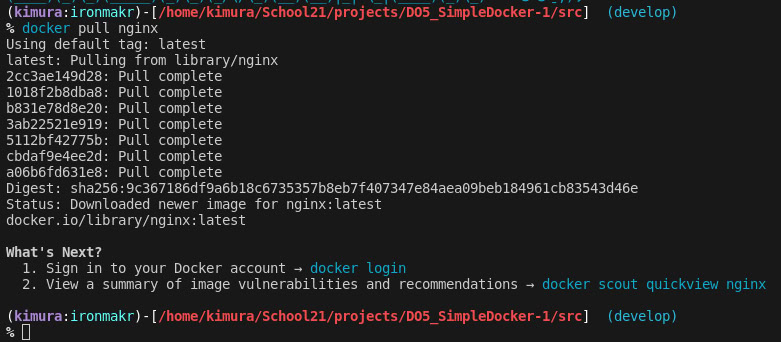 (kimura:ironmakr)-[/home/kimura/School21/projects/DO5_SimpleDocker-1/src] (develop)
% docker pull nginx
Using default tag: latest
latest: Pulling from library/nginx
2cc3ae149d28: Pull complete
1018f2b8dba8: Pull complete
b831e78d8e20: Pull complete
3ab22521e919: Pull complete
5112bf42775b: Pull complete
cbdaf9e4ee2d: Pull complete
a06b6fd631e8: Pull complete
Digest: sha256:9c367186df9a6b18c6735357b8eb7f407347e84aea09beb184961cb83543d46e
Status: Downloaded newer image for nginx:latest
docker.io/library/nginx:latest
What's Next?
1. Sign in to your Docker account → docker login
2. View a summary of image vulnerabilities and recommendations → docker scout quickview nginx
(kimura:ironmakr)-[/home/kimura/School21/projects/DO5_SimpleDocker-1/src] (develop)
%